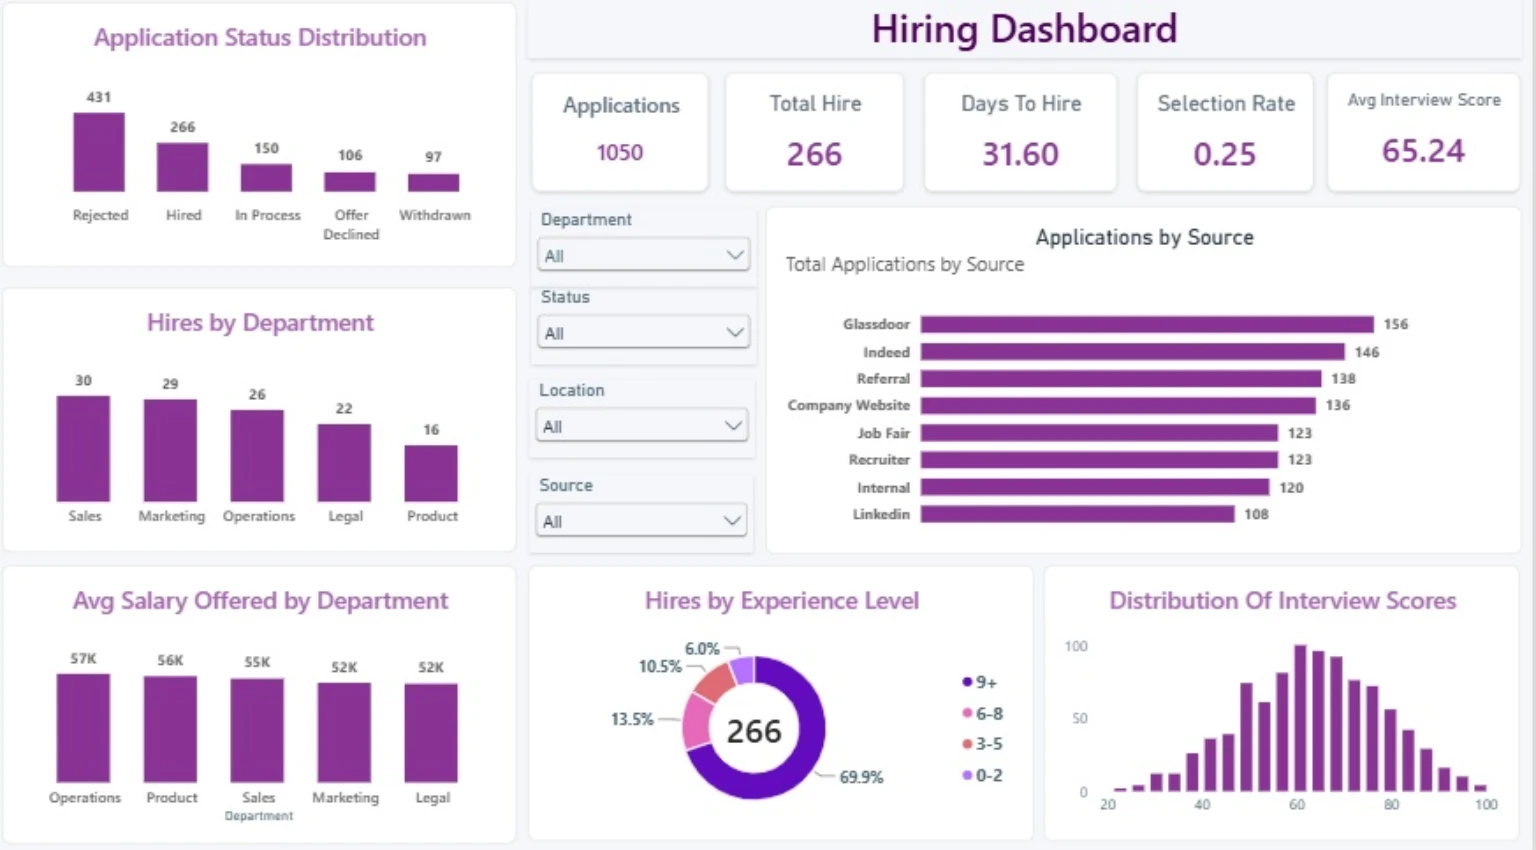 Application Status Distribution
431
266
150
106
97
Rejected
Hired
In Process
Offer
Declined
Withdrawn
Hires by Department
30
29
26
22
16
Sales
Marketing
Operations
Legal
Product
Avg Salary Offered by Department
57K
56K
55K
52K
52K
Operations
Product
Sales
Marketing
Legal
Department
Hiring Dashboard
Applications
1050
Total Hire
266
Days To Hire
31.60
Selection Rate
0.25
Avg Interview Score
65.24
Department
All
Status
All
Location
All
Source
All
Applications by Source
Total Applications by Source
Glassdoor 156
Indeed 146
Referral 138
Company Website 136
Job Fair 123
Recruiter 123
Internal 120
Linkedin 108
Hires by Experience Level
6.0%
10.5%
13.5%
266
69.9%
9+
6-8
3-5
0-2
Distribution Of Interview Scores
100
50
0
20 40 60 80 100